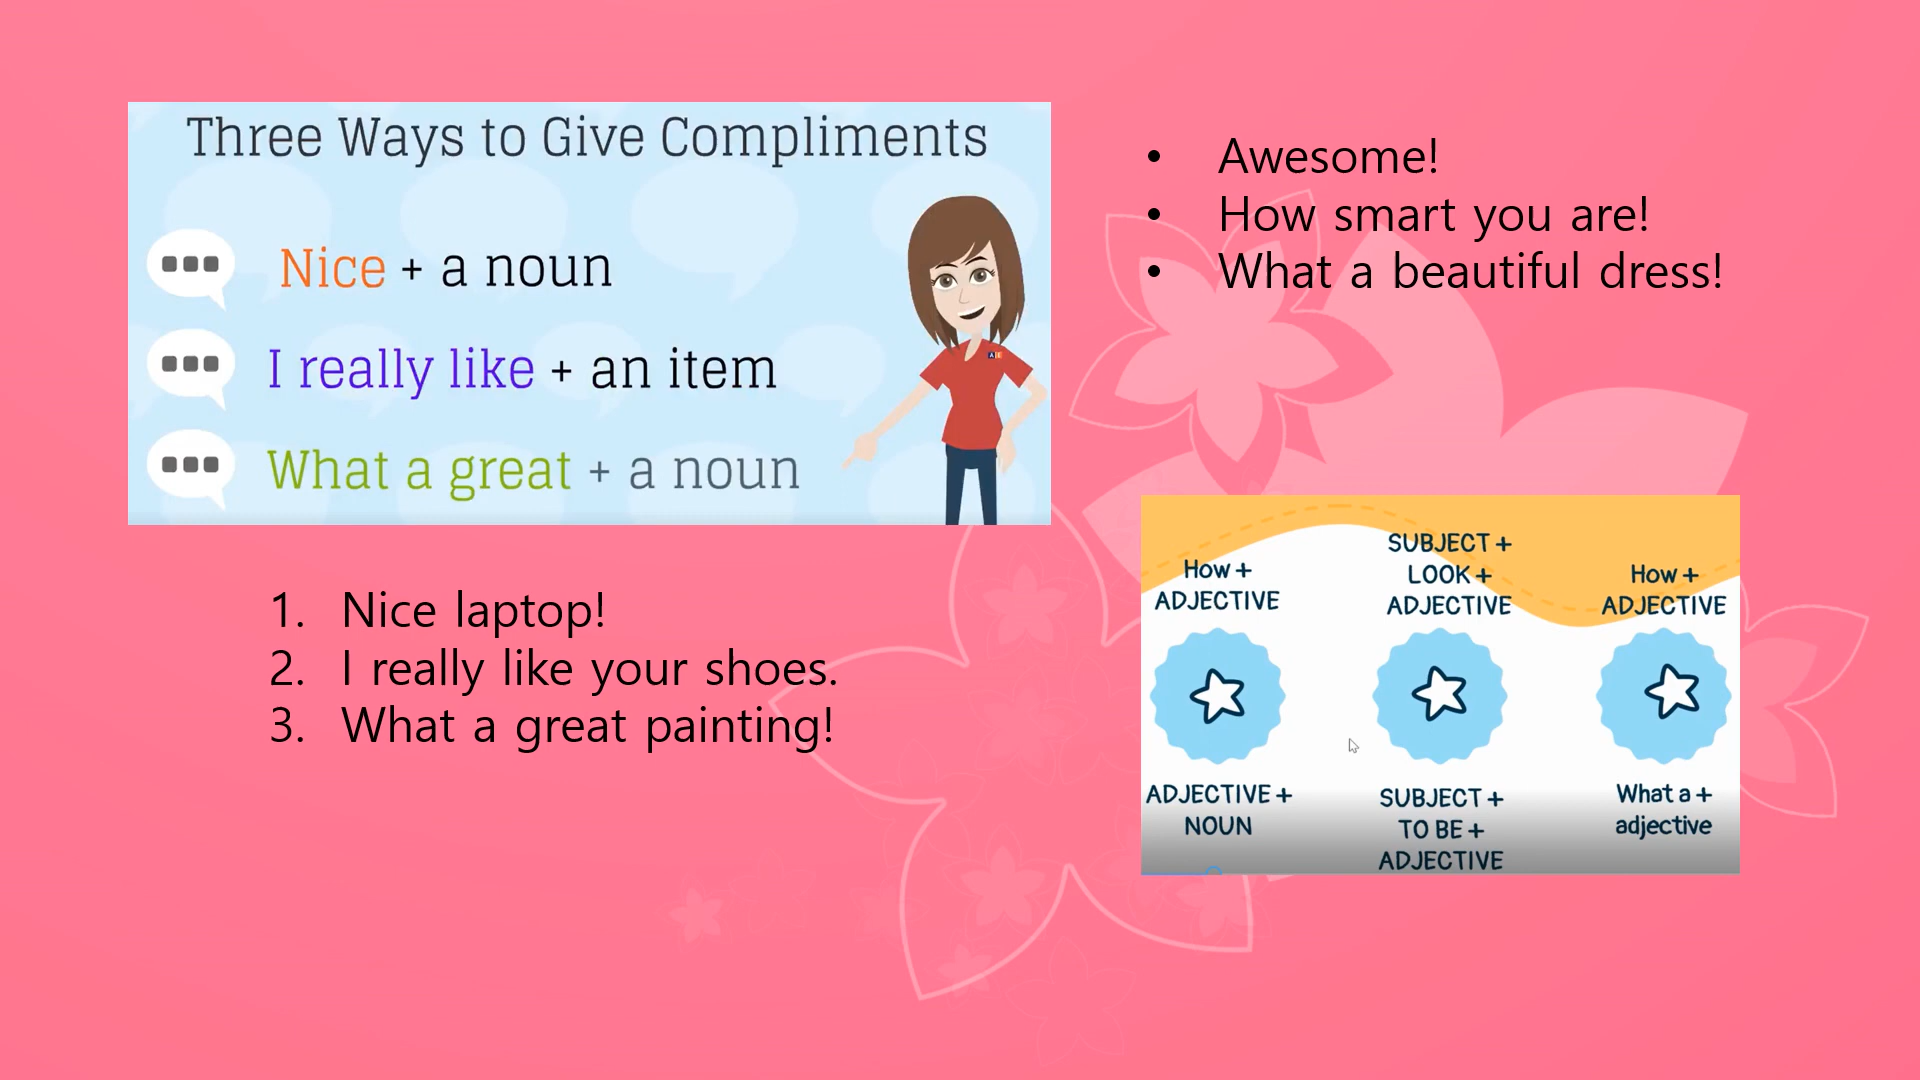 Three Ways to Give Compliments
Nice + a noun
I really like + an item
What a great + a noun
1. Nice laptop!
2. I really like your shoes.
3. What a great painting!
• Awesome!
• How smart you are!
• What a beautiful dress!
How +
ADJECTIVE
SUBJECT +
LOOK +
ADJECTIVE
How +
ADJECTIVE
ADJECTIVE +
NOUN
SUBJECT +
TO BE +
ADJECTIVE
What a +
adjective